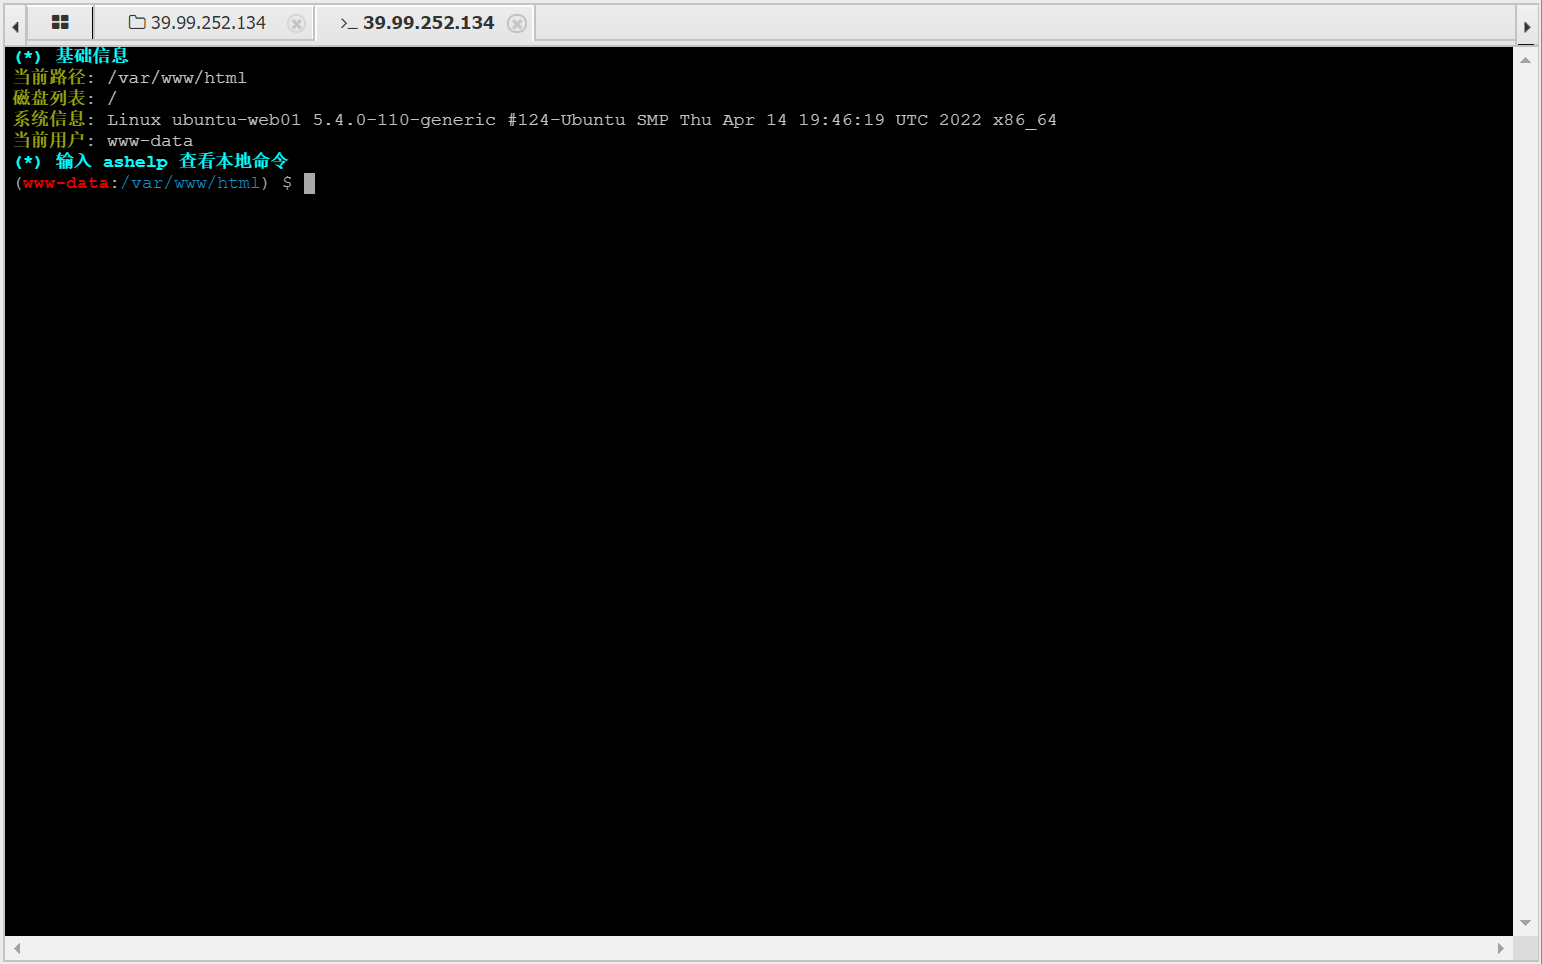 39.99.252.134 >_ 39.99.252.134
(*) 基础信息
当前路径: /var/www/html
磁盘列表: /
系统信息: Linux ubuntu-web01 5.4.0-110-generic #124-Ubuntu SMP Thu Apr 14 19:46:19 UTC 2022 x86_64
当前用户: www-data
(*) 输入 ashelp 查看本地命令
(www-data:/var/www/html) $